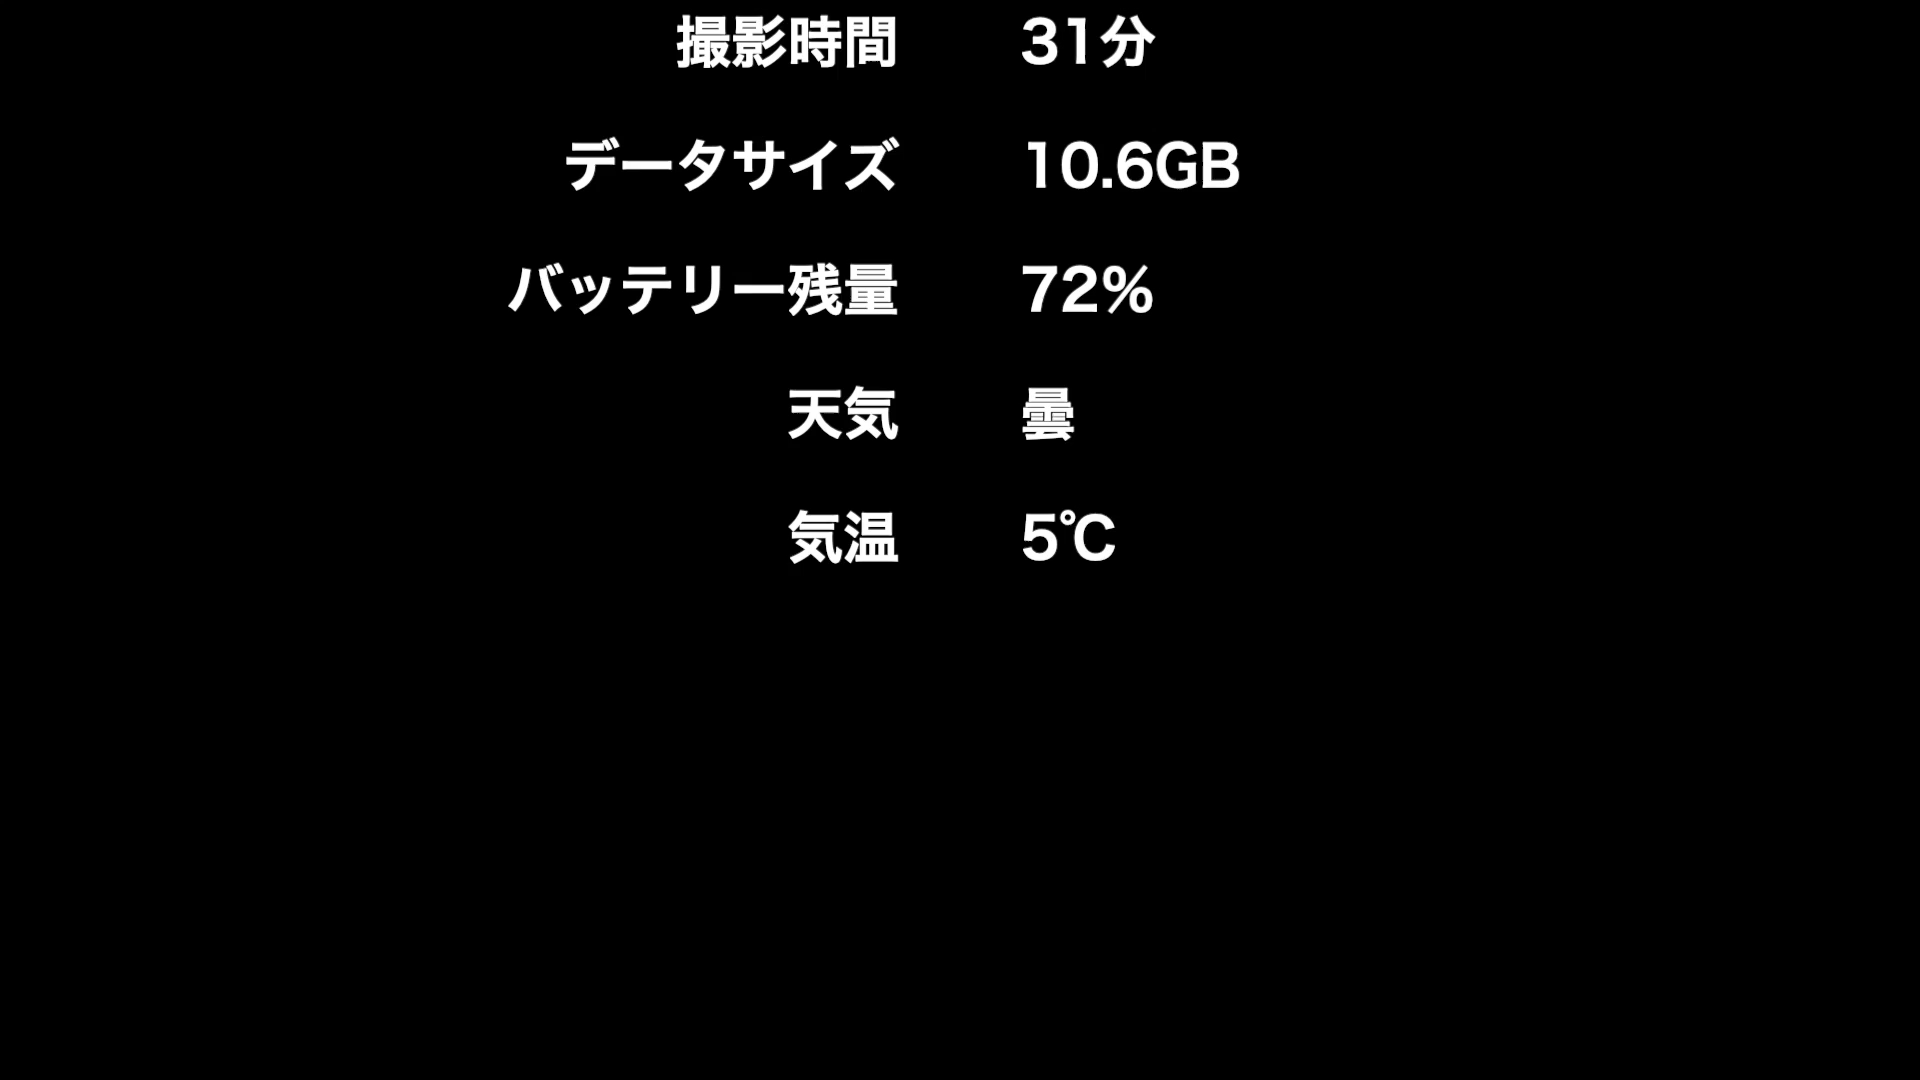 撮影時間 31分
データサイズ 10.6GB
バッテリー残量 72%
天気 曇
気温 5℃